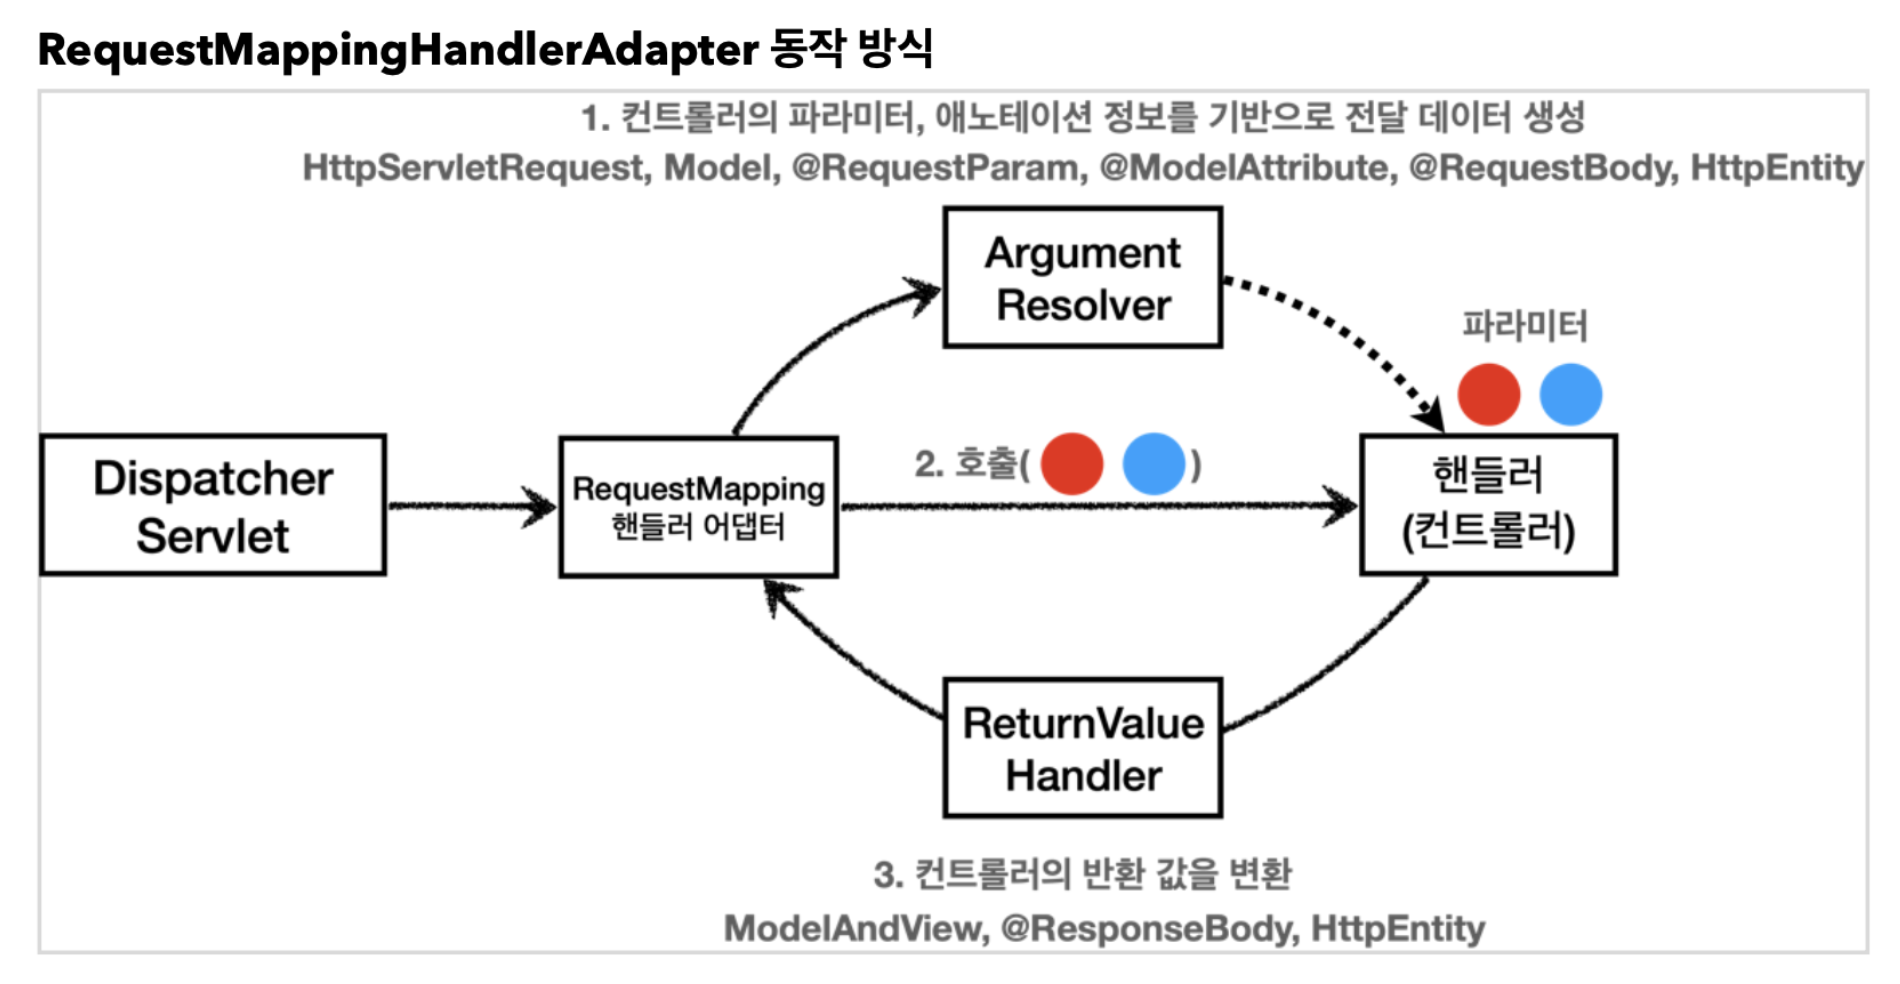 RequestMappingHandlerAdapter 동작 방식
1. 컨트롤러의 파라미터, 애노테이션 정보를 기반으로 전달 데이터 생성
HttpServletRequest, Model, @RequestParam, @ModelAttribute, @RequestBody, HttpEntity
Argument
Resolver
파라미터
Dispatcher
Servlet
RequestMapping
핸들러 어댑터
2. 호출( )
핸들러
(컨트롤러)
ReturnValue
Handler
3. 컨트롤러의 반환 값을 변환
ModelAndView, @ResponseBody, HttpEntity